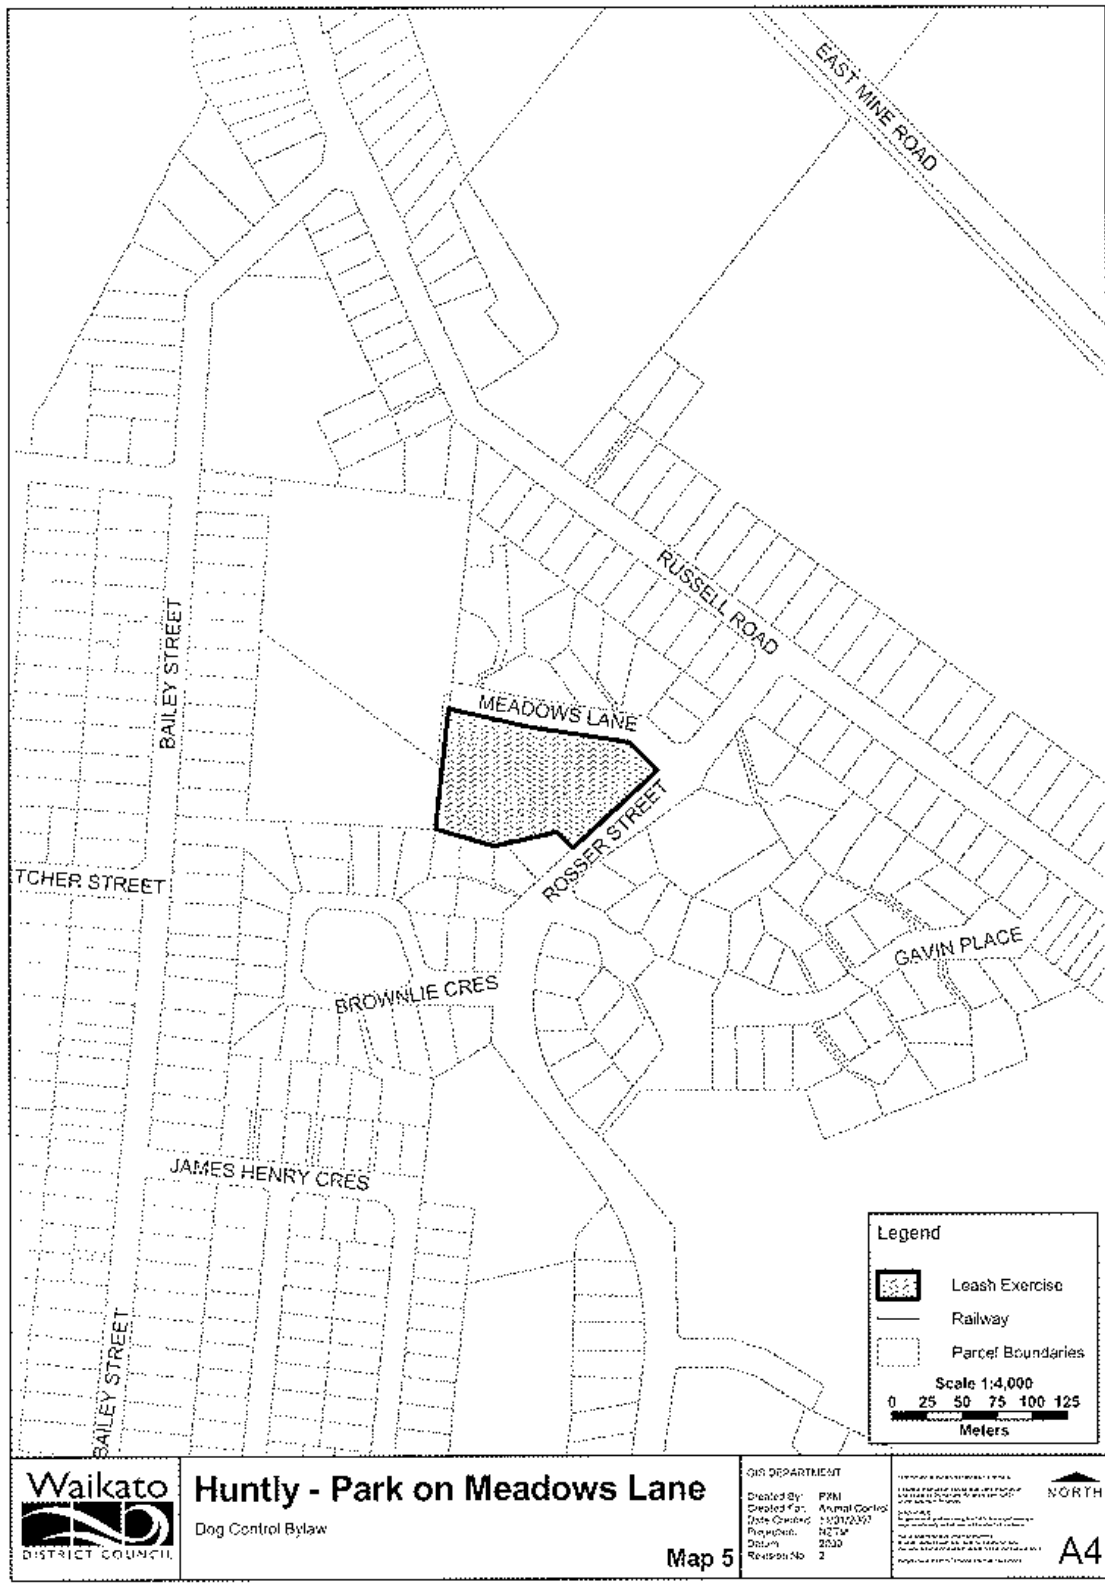 EAST MINE ROAD
RUSSELL ROAD
BAILEY STREET
MEADOWS LANE
ROSSER STREET
TCHER STREET
GAVIN PLACE
BROWNLIE CRES
JAMES HENRY CRES
BAILEY STREET
Legend
Leash Exercise
Railway
Parcel Boundaries
Scale 1:4,000
0 25 50 75 100 125
Meters
Waikato
DISTRICT COUNCIL
Huntly - Park on Meadows Lane
Dog Control Bylaw
Map 5
GIS DEPARTMENT
Created By: PXM
Created For: Animal Control
Date Created:
Projection: NZTM
Datum: 2000
Revision No: 2
NORTH
A4